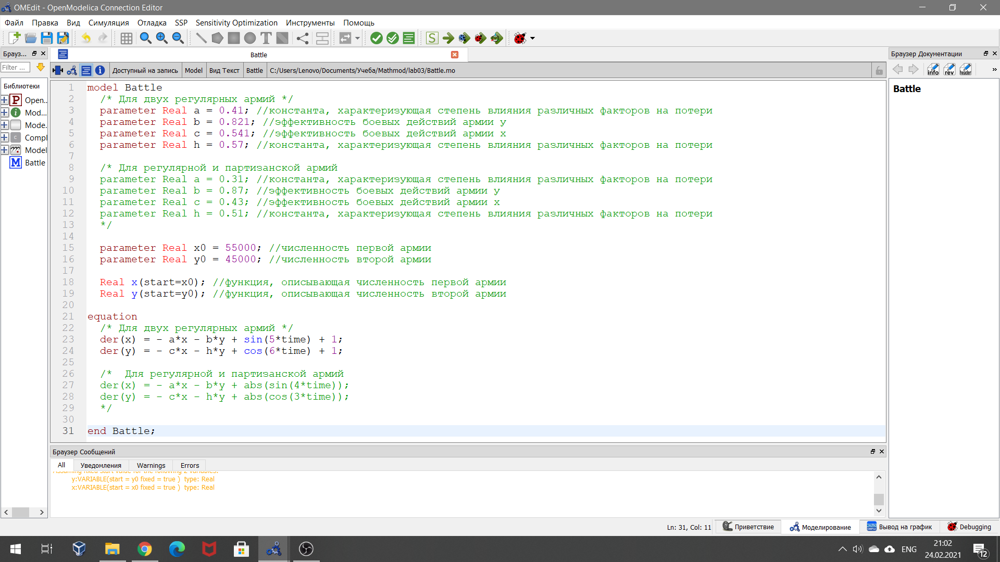 OMEdit - OpenModelica Connection Editor
Файл Правка Вид Симуляция Отладка SSP Sensitivity Optimization Инструменты Помощь
Брауз...
Battle
Браузер Документации
Filter ...
Доступный на запись Model Вид Текст Battle C:/Users/Lenovo/Documents/Учеба/Mathmod/lab03/Battle.mo
info rev header »
Библиотеки
P Open..
Mod...
Mode.
C Compl
Model
M Battle
Battle
1 model Battle
2 /* Для двух регулярных армий */
3 parameter Real a = 0.41; //константа, характеризующая степень влияния различных факторов на потери
4 parameter Real b = 0.821; //эффективность боевых действий армии у
5 parameter Real c = 0.541; //эффективность боевых действий армии х
6 parameter Real h = 0.57; //константа, характеризующая степень влияния различных факторов на потери
7
8 /* Для регулярной и партизанской армий
9 parameter Real a = 0.31; //константа, характеризующая степень влияния различных факторов на потери
10 parameter Real b = 0.87; //эффективность боевых действий армии у
11 parameter Real c = 0.43; //эффективность боевых действий армии х
12 parameter Real h = 0.51; //константа, характеризующая степень влияния различных факторов на потери
13 */
14
15 parameter Real x0 = 55000; //численность первой армии
16 parameter Real y0 = 45000; //численность второй армии
17
18 Real x(start=x0); //функция, описывающая численность первой армии
19 Real y(start=y0); //функция, описывающая численность второй армии
20
21 equation
22 /* Для двух регулярных армий */
23 der(x) = - a*x - b*y + sin(5*time) + 1;
24 der(y) = - c*x - h*y + cos(6*time) + 1;
25
26 /*  Для регулярной и партизанской армий
27 der(x) = - a*x - b*y + abs(sin(4*time));
28 der(y) = - c*x - h*y + abs(cos(3*time));
29 */
30
31 end Battle;
Браузер Сообщений
All Уведомления Warnings Errors
Assuming fixed start value for the following 2 variables:
y:VARIABLE(start = y0 fixed = true ) type: Real
x:VARIABLE(start = x0 fixed = true ) type: Real
Ln: 31, Col: 11 Приветствие Моделирование Вывод на график Debugging
ENG
21:02
24.02.2021
12